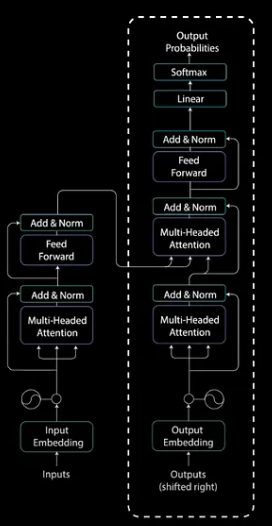 Output
Probabilities
Softmax
Linear
Add & Norm
Feed
Forward
Add & Norm
Multi-Headed
Attention
Add & Norm
Feed
Forward
Add & Norm
Multi-Headed
Attention
Add & Norm
Multi-Headed
Attention
Input
Embedding
Output
Embedding
Inputs
Outputs
(shifted right)